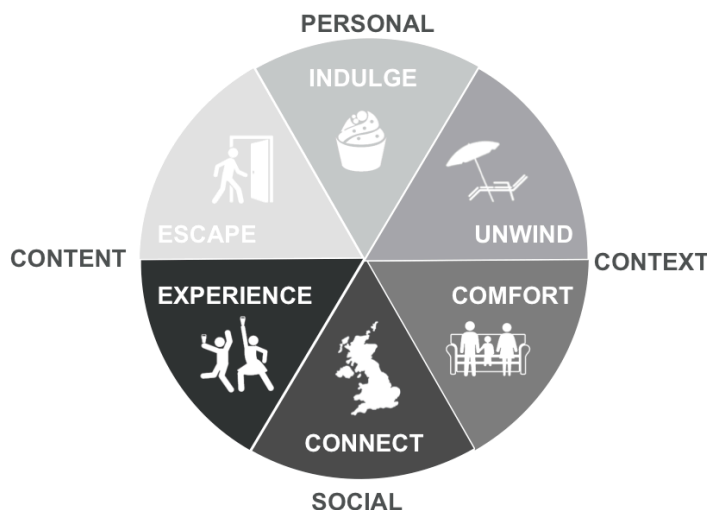 PERSONAL
INDULGE
ESCAPE
UNWIND
CONTENT
CONTEXT
EXPERIENCE
COMFORT
CONNECT
SOCIAL